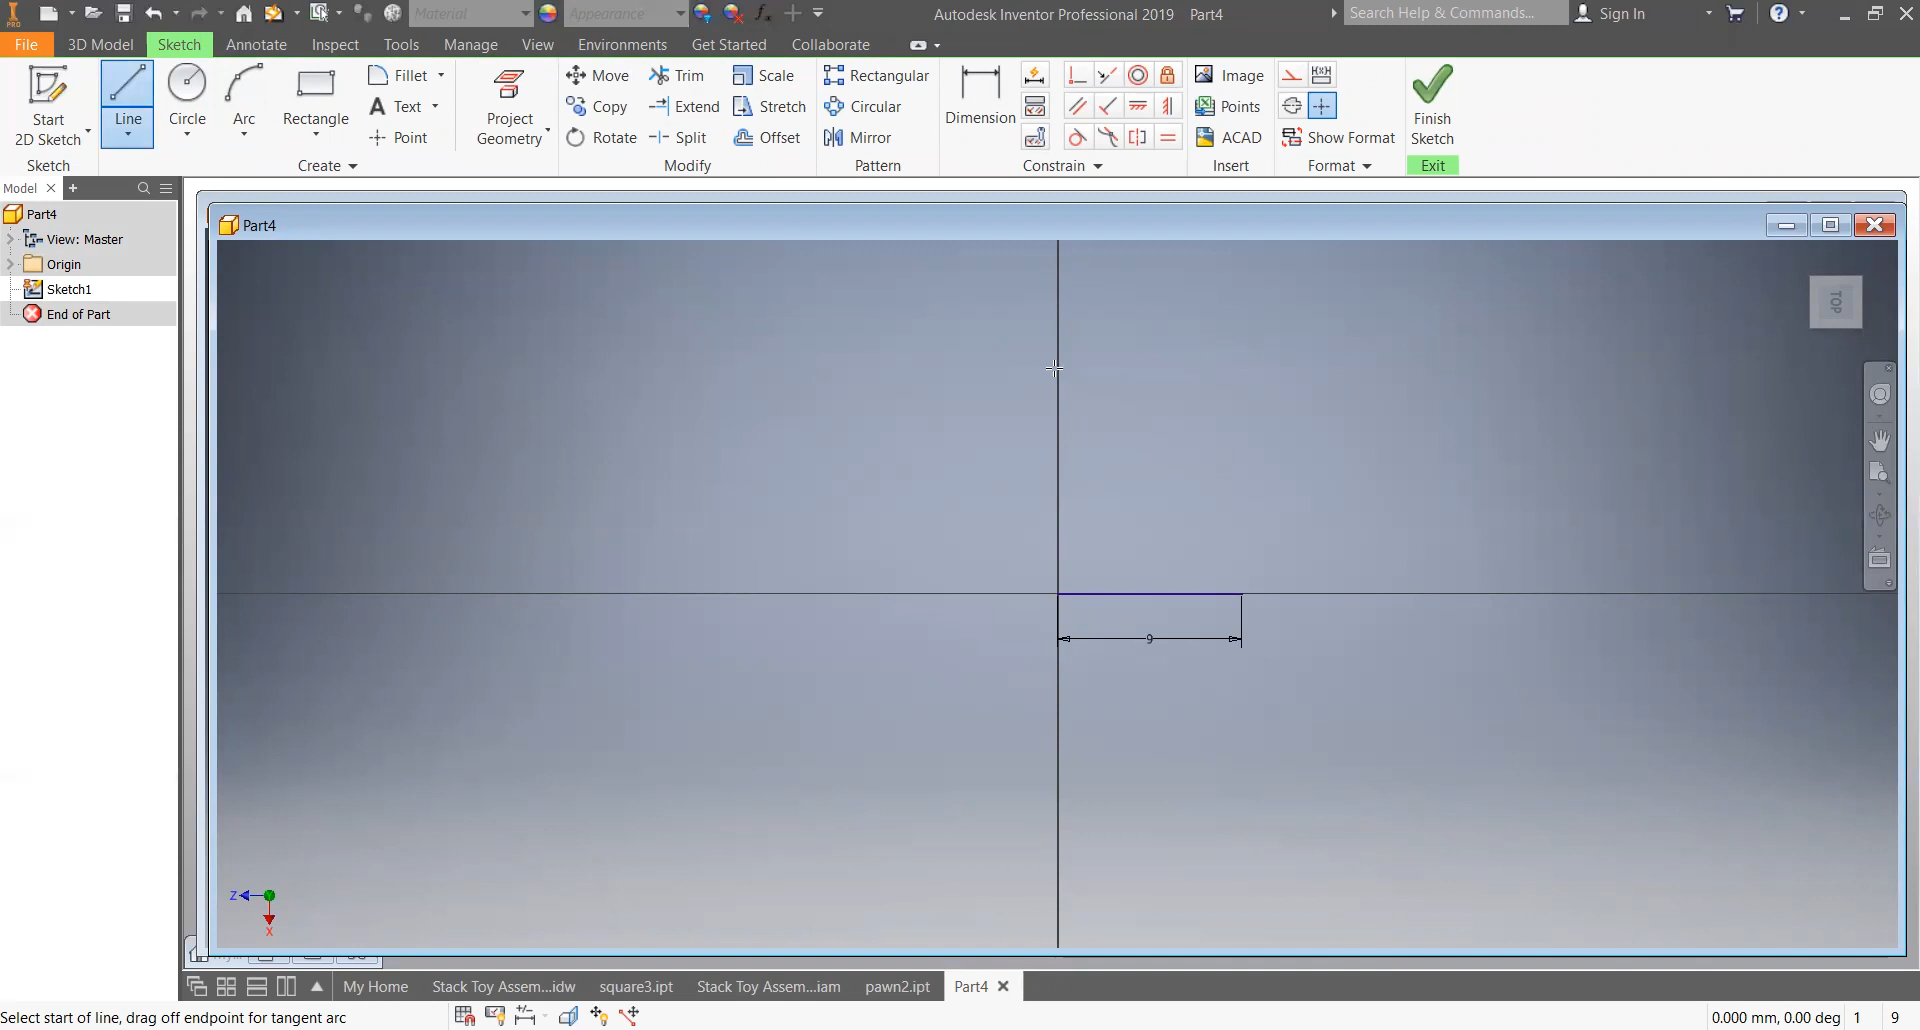 Material
Appearance
Autodesk Inventor Professional 2019 Part4
Search Help & Commands...
Sign In
File 3D Model Sketch Annotate Inspect Tools Manage View Environments Get Started Collaborate
Start
2D Sketch
Line
Circle
Arc
Rectangle
Fillet
Text
Point
Project
Geometry
Move
Copy
Rotate
Trim
Extend
Split
Scale
Stretch
Offset
Rectangular
Circular
Mirror
Dimension
Image
Points
ACAD
Show Format
Finish
Sketch
Sketch Create Modify Pattern Constrain Insert Format Exit
Model
Part4
View: Master
Origin
Sketch1
End of Part
Part4
TOP
9
Z
X
My Home Stack Toy Assem...idw square3.ipt Stack Toy Assem...iam pawn2.ipt Part4
Select start of line, drag off endpoint for tangent arc
0.000 mm, 0.00 deg 1 9